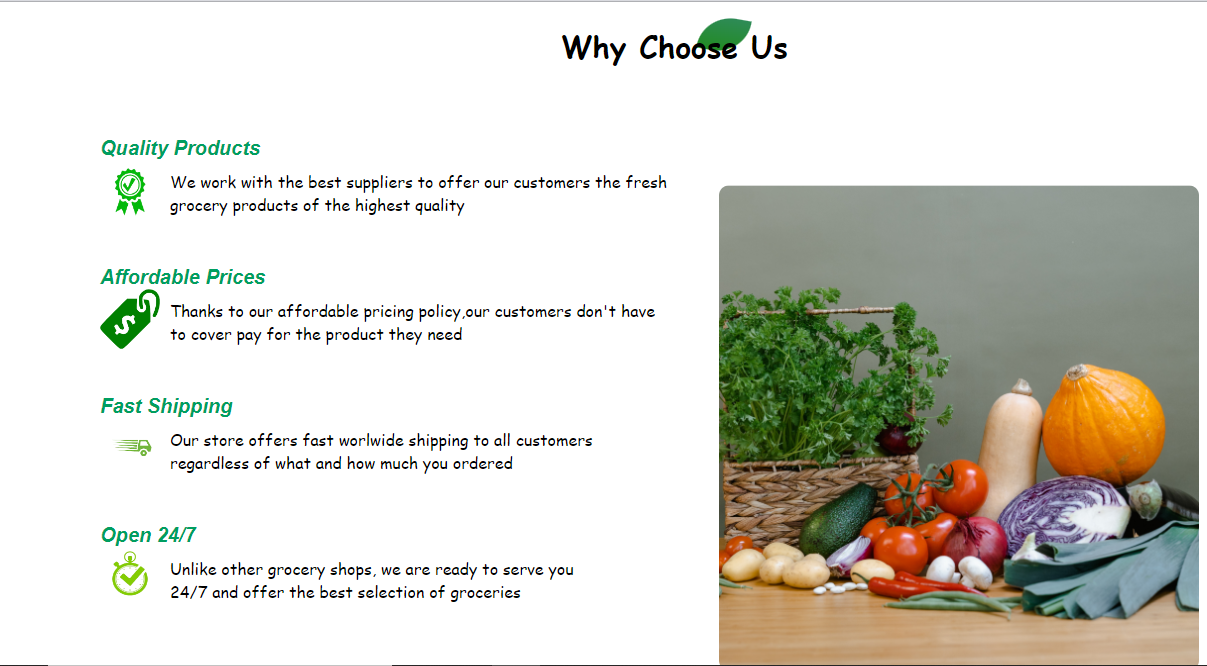 Why Choose Us
Quality Products
We work with the best suppliers to offer our customers the fresh
grocery products of the highest quality
Affordable Prices
$
Thanks to our affordable pricing policy,our customers don't have
to cover pay for the product they need
Fast Shipping
Our store offers fast worlwide shipping to all customers
regardless of what and how much you ordered
Open 24/7
Unlike other grocery shops, we are ready to serve you
24/7 and offer the best selection of groceries